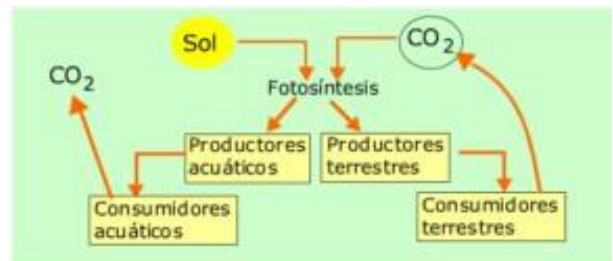 Sol
CO2
CO2
Fotosíntesis
Productores
acuáticos
Productores
terrestres
Consumidores
acuáticos
Consumidores
terrestres